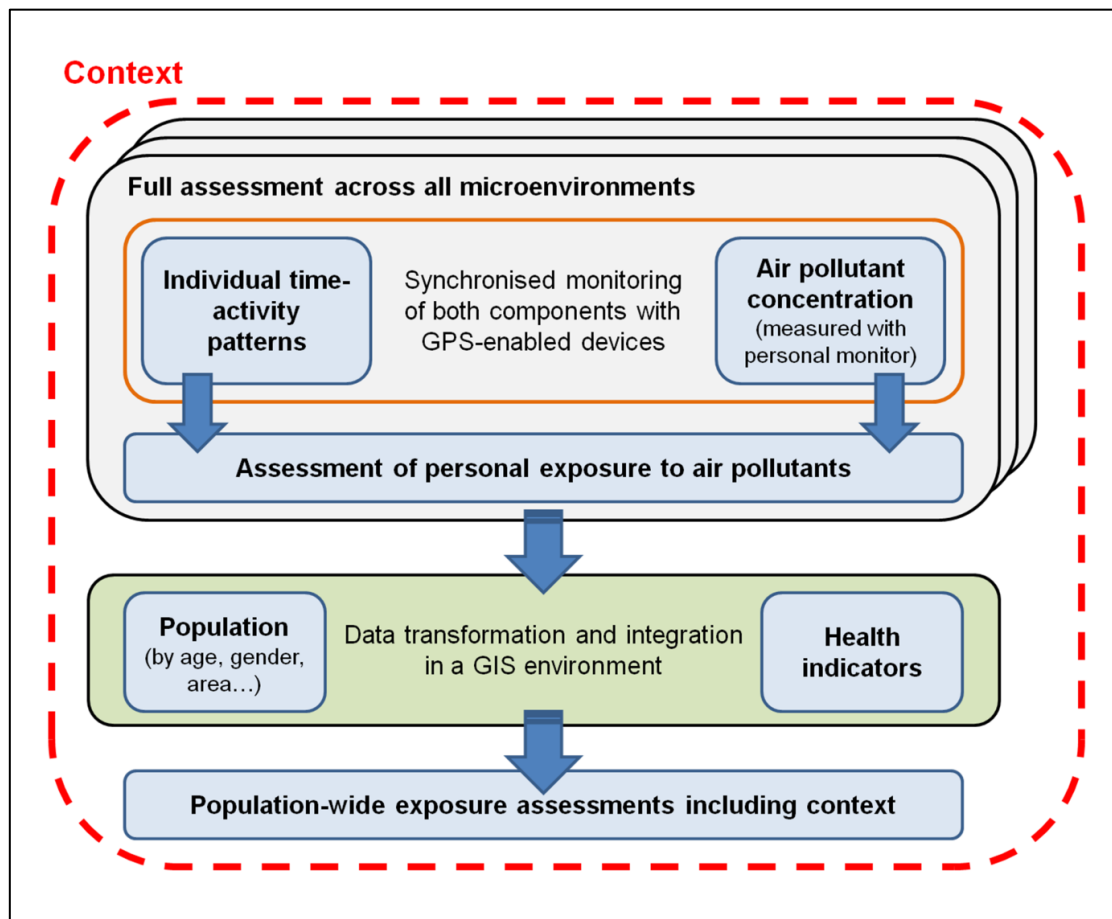 Context
Full assessment across all microenvironments
Individual time-
activity
patterns
Synchronised monitoring
of both components with
GPS-enabled devices
Air pollutant
concentration
(measured with
personal monitor)
Assessment of personal exposure to air pollutants
Population
(by age, gender,
area…)
Data transformation and integration
in a GIS environment
Health
indicators
Population-wide exposure assessments including context